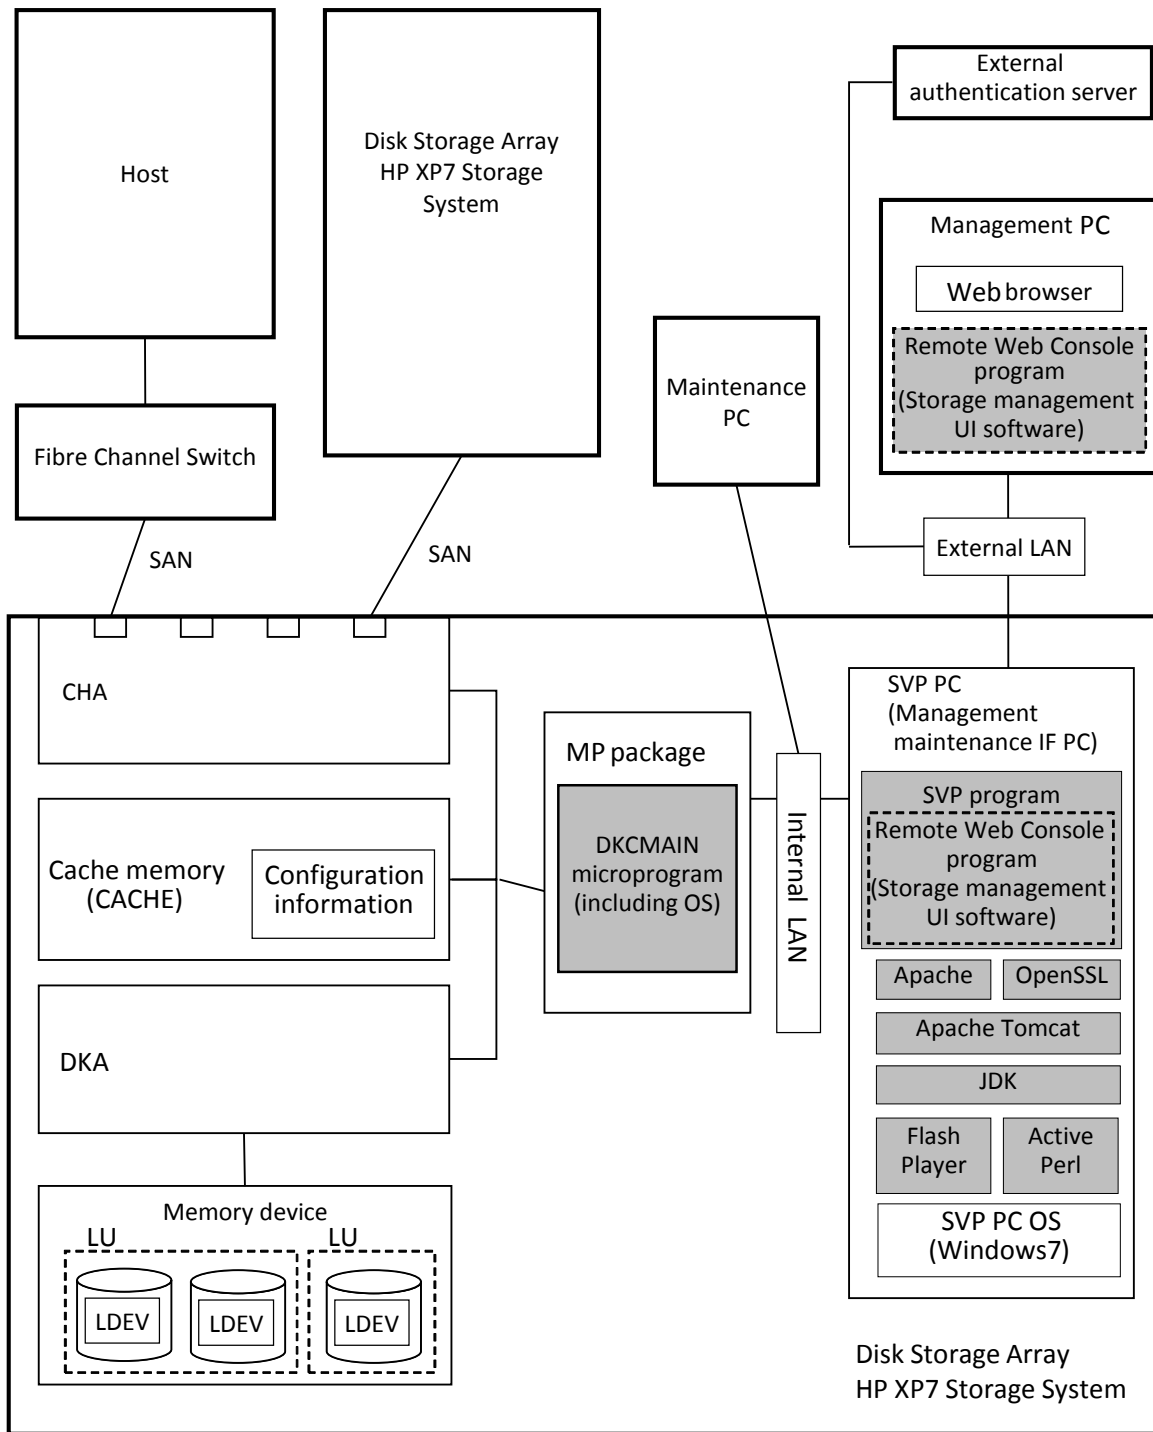 Host
Disk Storage Array
HP XP7 Storage
System
External
authentication server
Management PC
Web browser
Remote Web Console
program
(Storage management
UI software)
Maintenance
PC
Fibre Channel Switch
External LAN
SAN
SAN
CHA
Cache memory
(CACHE)
Configuration
information
DKA
MP package
DKCMAIN
microprogram
(including OS)
Internal LAN
SVP PC
(Management
maintenance IF PC)
SVP program
Remote Web Console
program
(Storage management
UI software)
Apache
OpenSSL
Apache Tomcat
JDK
Flash
Player
Active
Perl
SVP PC OS
(Windows7)
Memory device
LU
LU
LDEV
LDEV
LDEV
Disk Storage Array
HP XP7 Storage System